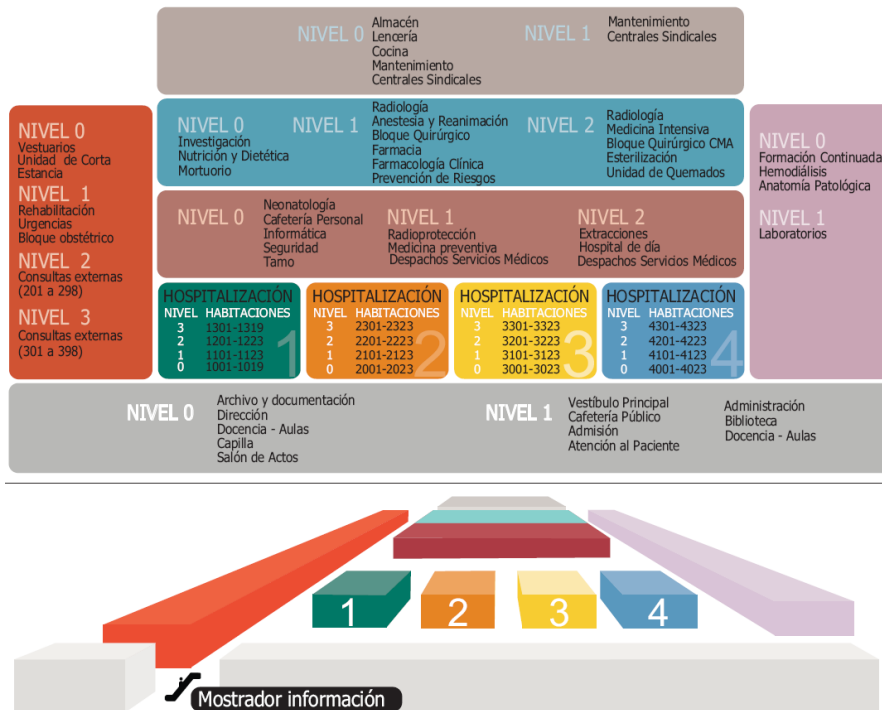 NIVEL 0
Almacén
Lencería
Cocina
Mantenimiento
Centrales Sindicales
NIVEL 1
Mantenimiento
Centrales Sindicales
NIVEL 0
Vestuarios
Unidad de Corta
Estancia
NIVEL 1
Rehabilitación
Urgencias
Bloque obstétrico
NIVEL 2
Consultas externas
(201 a 298)
NIVEL 3
Consultas externas
(301 a 398)
NIVEL 0
Investigación
Nutrición y Dietética
Mortuorio
NIVEL 1
Radiología
Anestesia y Reanimación
Bloque Quirúrgico
Farmacia
Farmacología Clínica
Prevención de Riesgos
NIVEL 2
Radiología
Medicina Intensiva
Bloque Quirúrgico CMA
Esterilización
Unidad de Quemados
NIVEL 0
Neonatología
Cafetería Personal
Informática
Seguridad
Tamo
NIVEL 1
Radioprotección
Medicina preventiva
Despachos Servicios Médicos
NIVEL 2
Extracciones
Hospital de día
Despachos Servicios Médicos
NIVEL 0
Formación Continuada
Hemodiálisis
Anatomía Patológica
NIVEL 1
Laboratorios
HOSPITALIZACIÓN
NIVEL HABITACIONES
3 1301-1319
2 1201-1223
1 1101-1123
0 1001-1019
1
HOSPITALIZACIÓN
NIVEL HABITACIONES
3 2301-2323
2 2201-2223
1 2101-2123
0 2001-2023
2
HOSPITALIZACIÓN
NIVEL HABITACIONES
3 3301-3323
2 3201-3223
1 3101-3123
0 3001-3023
3
HOSPITALIZACIÓN
NIVEL HABITACIONES
3 4301-4323
2 4201-4223
1 4101-4123
0 4001-4023
4
NIVEL 0
Archivo y documentación
Dirección
Docencia - Aulas
Capilla
Salón de Actos
NIVEL 1
Vestíbulo Principal
Cafetería Público
Admisión
Atención al Paciente
Administración
Biblioteca
Docencia - Aulas
1
2
3
4
Mostrador información